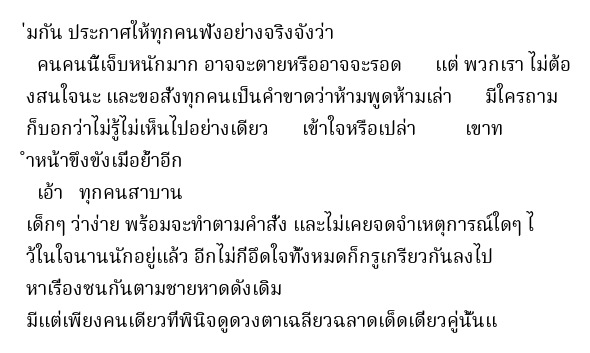 ่มกัน ประกาศให้ทุกคนฟังอย่างจริงจังว่า
คนคนนี้เจ็บหนักมาก อาจจะตายหรืออาจจะรอด แต่ พวกเรา ไม่ต้อ
งสนใจนะ และขอสั่งทุกคนเป็นคำขาดว่าห้ามพูดห้ามเล่า มีใครถาม
ก็บอกว่าไม่รู้ไม่เห็นไปอย่างเดียว เข้าใจหรือเปล่า เขาท
ำหน้าขึงขังเมื่อย้ำอีก
เอ้า ทุกคนสาบาน
เด็กๆ ว่าง่าย พร้อมจะทำตามคำสั่ง และไม่เคยจดจำเหตุการณ์ใดๆ ไ
ว้ในใจนานนักอยู่แล้ว อีกไม่กี่อึดใจทั้งหมดก็กรูเกรียวกันลงไป
หาเรื่องซนกันตามชายหาดดังเดิม
มีแต่เพียงคนเดียวที่พินิจดูดวงตาเฉลียวฉลาดเด็ดเดี่ยวคู่นั้นแ